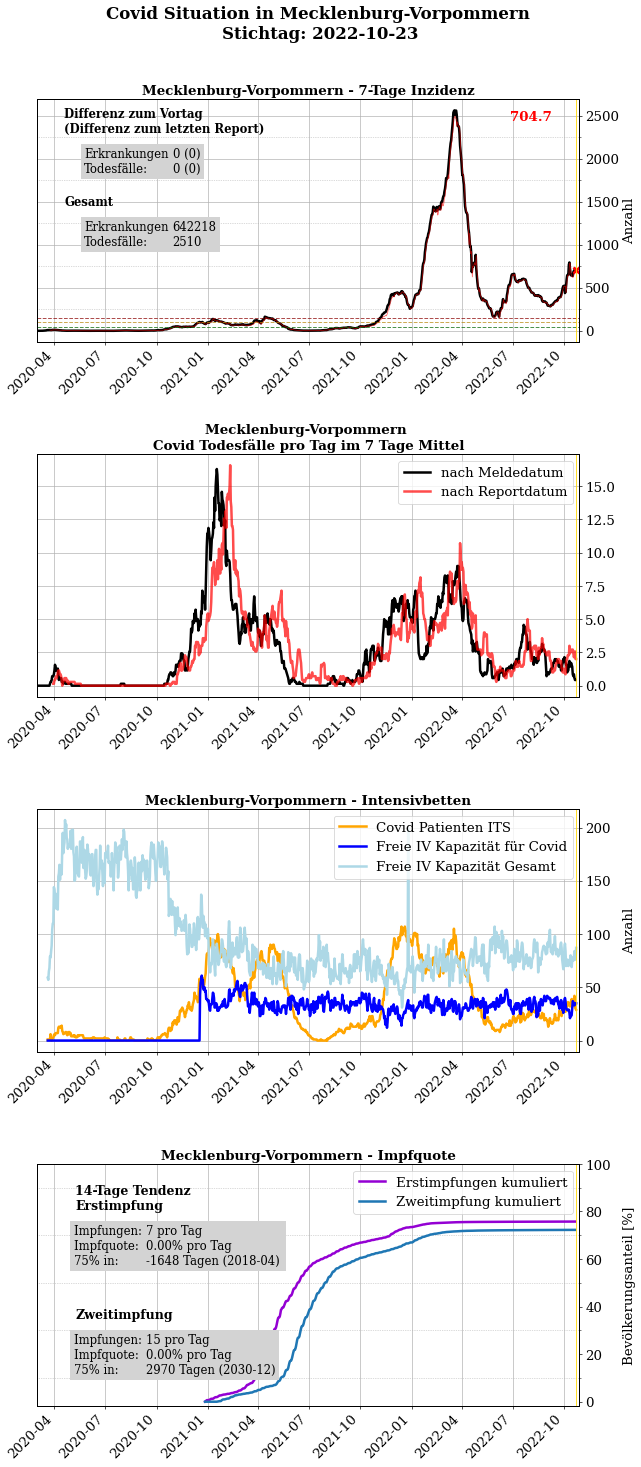 Covid Situation in Mecklenburg-Vorpommern
Stichtag: 2022-10-23
Mecklenburg-Vorpommern - 7-Tage Inzidenz
Differenz zum Vortag
(Differenz zum letzten Report)
Erkrankungen 0 (0)
Todesfälle: 0 (0)
Gesamt
Erkrankungen 642218
Todesfälle: 2510
704.7
2500
2000
1500
1000
500
0
Anzahl
2020-04 2020-07 2020-10 2021-01 2021-04 2021-07 2021-10 2022-01 2022-04 2022-07 2022-10
Mecklenburg-Vorpommern
Covid Todesfälle pro Tag im 7 Tage Mittel
nach Meldedatum
nach Reportdatum
15.0
12.5
10.0
7.5
5.0
2.5
0.0
2020-04 2020-07 2020-10 2021-01 2021-04 2021-07 2021-10 2022-01 2022-04 2022-07 2022-10
Mecklenburg-Vorpommern - Intensivbetten
Covid Patienten ITS
Freie IV Kapazität für Covid
Freie IV Kapazität Gesamt
200
150
100
50
0
Anzahl
2020-04 2020-07 2020-10 2021-01 2021-04 2021-07 2021-10 2022-01 2022-04 2022-07 2022-10
Mecklenburg-Vorpommern - Impfquote
14-Tage Tendenz
Erstimpfung
Impfungen: 7 pro Tag
Impfquote: 0.00% pro Tag
75% in: -1648 Tagen (2018-04)
Zweitimpfung
Impfungen: 15 pro Tag
Impfquote: 0.00% pro Tag
75% in: 2970 Tagen (2030-12)
Erstimpfungen kumuliert
Zweitimpfung kumuliert
100
80
60
40
20
0
Bevölkerungsanteil [%]
2020-04 2020-07 2020-10 2021-01 2021-04 2021-07 2021-10 2022-01 2022-04 2022-07 2022-10